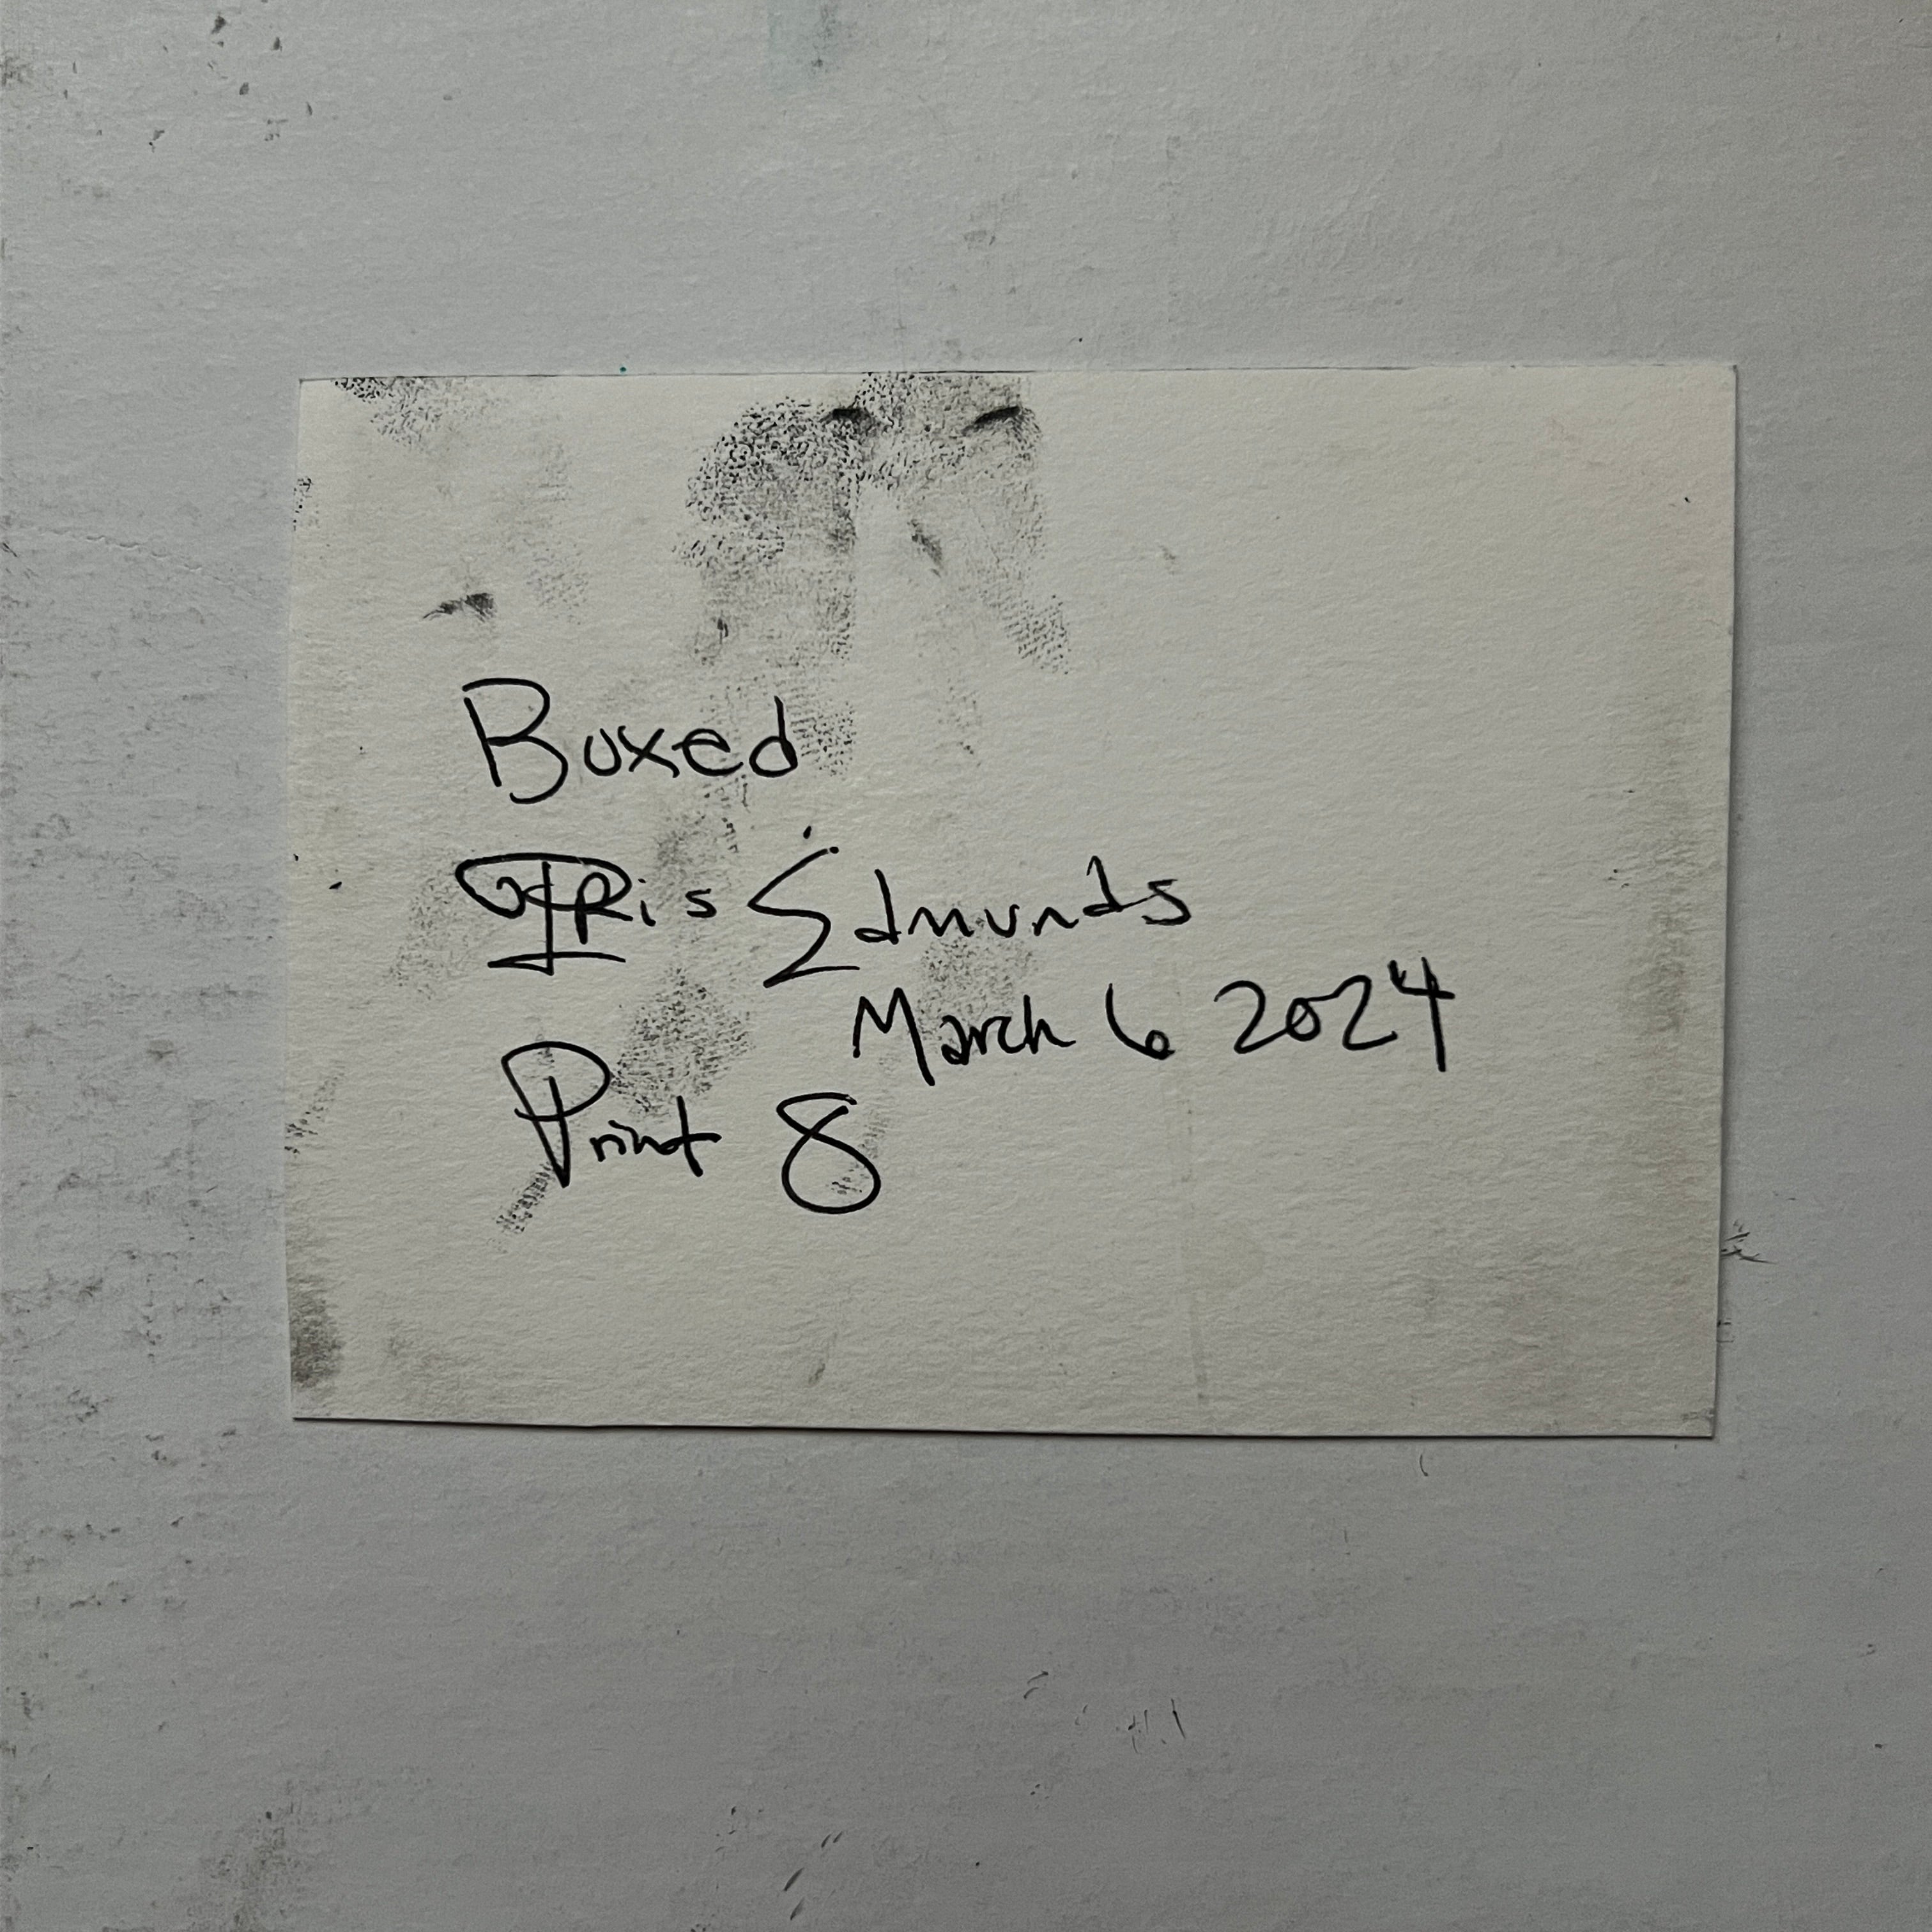 Boxed
IRis Edmunds
March 6 2024
Print 8